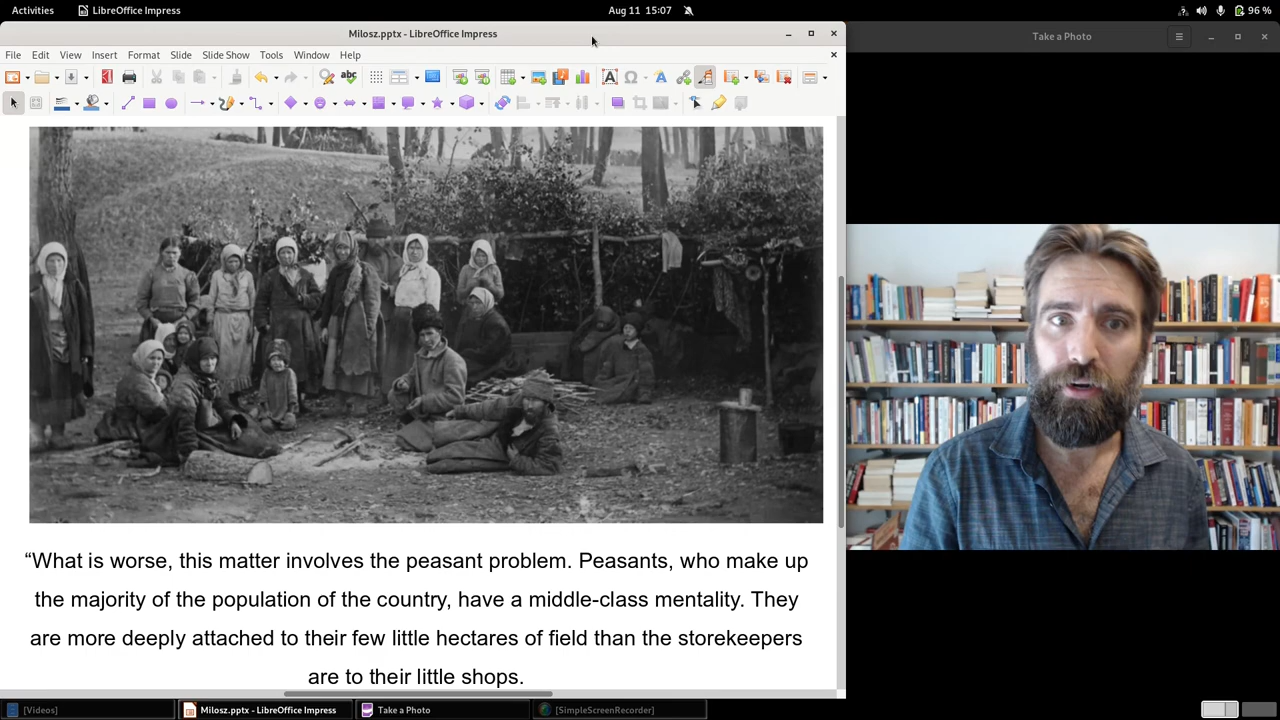 Activities
LibreOffice Impress
Aug 11 15:07
96 %
Milosz.pptx - LibreOffice Impress
Take a Photo
File Edit View Insert Format Slide Slide Show Tools Window Help
“What is worse, this matter involves the peasant problem. Peasants, who make up
the majority of the population of the country, have a middle-class mentality. They
are more deeply attached to their few little hectares of field than the storekeepers
are to their little shops.
[Videos]
Milosz.pptx - LibreOffice Impress
Take a Photo
[SimpleScreenRecorder]